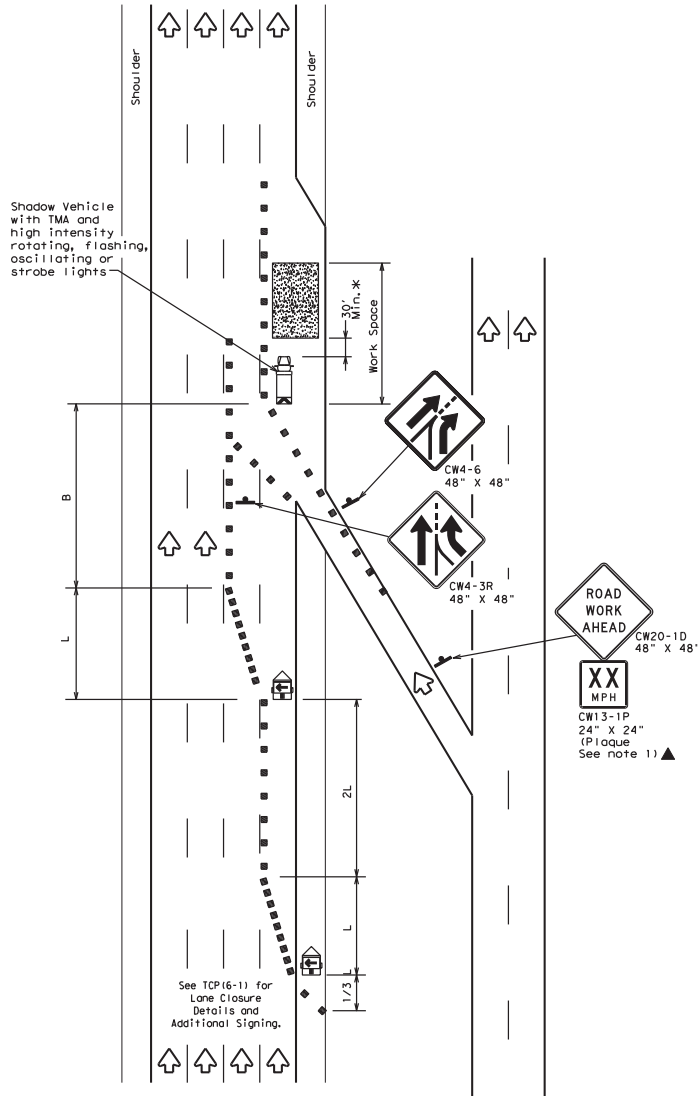 Shoulder
Shoulder
Shadow Vehicle
with TMA and
high intensity
rotating, flashing,
oscillating or
strobe lights
30'
Min.*
Work Space
CW4-6
48" X 48"
B
CW4-3R
48" X 48"
ROAD
WORK
AHEAD
CW20-1D
48" X 48"
L
XX
MPH
CW13-1P
24" X 24"
(Plaque
See note 1) ▲
2L
L
1/3 L
See TCP(6-1) for
Lane Closure
Details and
Additional Signing.